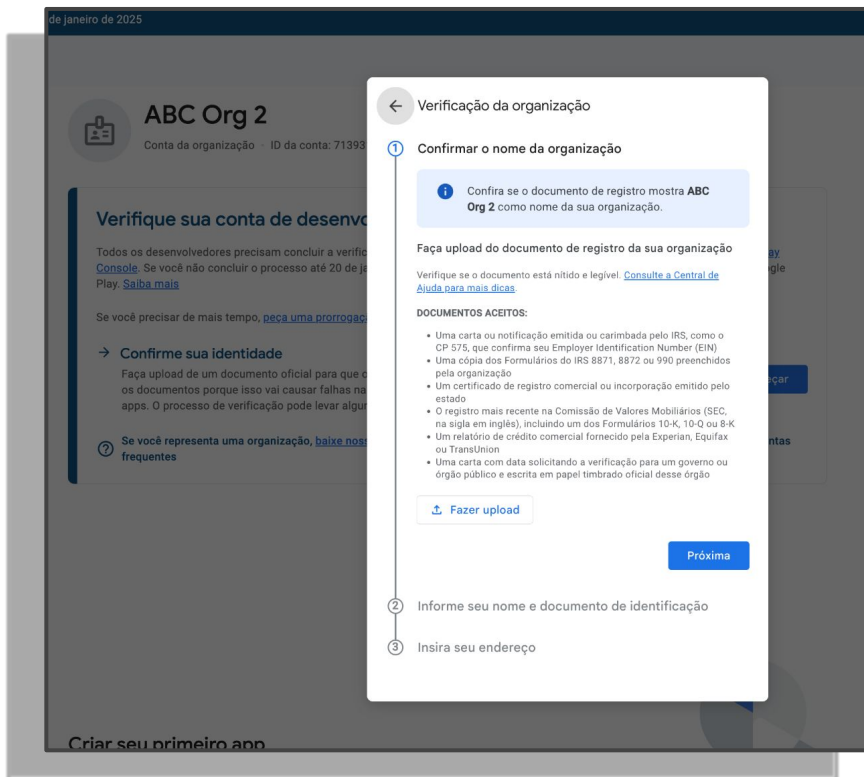 de janeiro de 2025
ABC Org 2
Conta da organização · ID da conta: 71393
Verifique sua conta de desenvo
Todos os desenvolvedores precisam concluir a verific
Console. Se você não concluir o processo até 20 de ja
Play. Saiba mais
Se você precisar de mais tempo, peça uma prorrogaç
Confirme sua identidade
Faça upload de um documento oficial para que
os documentos porque isso vai causar falhas na
apps. O processo de verificação pode levar algur
Se você representa uma organização, baixe nos
frequentes
ay
gle
eçar
ntas
Verificação da organização
1 Confirmar o nome da organização
Confira se o documento de registro mostra ABC
Org 2 como nome da sua organização.
Faça upload do documento de registro da sua organização
Verifique se o documento está nítido e legível. Consulte a Central de
Ajuda para mais dicas.
DOCUMENTOS ACEITOS:
• Uma carta ou notificação emitida ou carimbada pelo IRS, como o
CP 575, que confirma seu Employer Identification Number (EIN)
• Uma cópia dos Formulários do IRS 8871, 8872 ou 990 preenchidos
pela organização
• Um certificado de registro comercial ou incorporação emitido pelo
estado
• O registro mais recente na Comissão de Valores Mobiliários (SEC,
na sigla em inglês), incluindo um dos Formulários 10-K, 10-Q ou 8-K
• Um relatório de crédito comercial fornecido pela Experian, Equifax
ou TransUnion
• Uma carta com data solicitando a verificação para um governo ou
órgão público e escrita em papel timbrado oficial desse órgão
Fazer upload
Próxima
2 Informe seu nome e documento de identificação
3 Insira seu endereço
Criar seu primeiro app